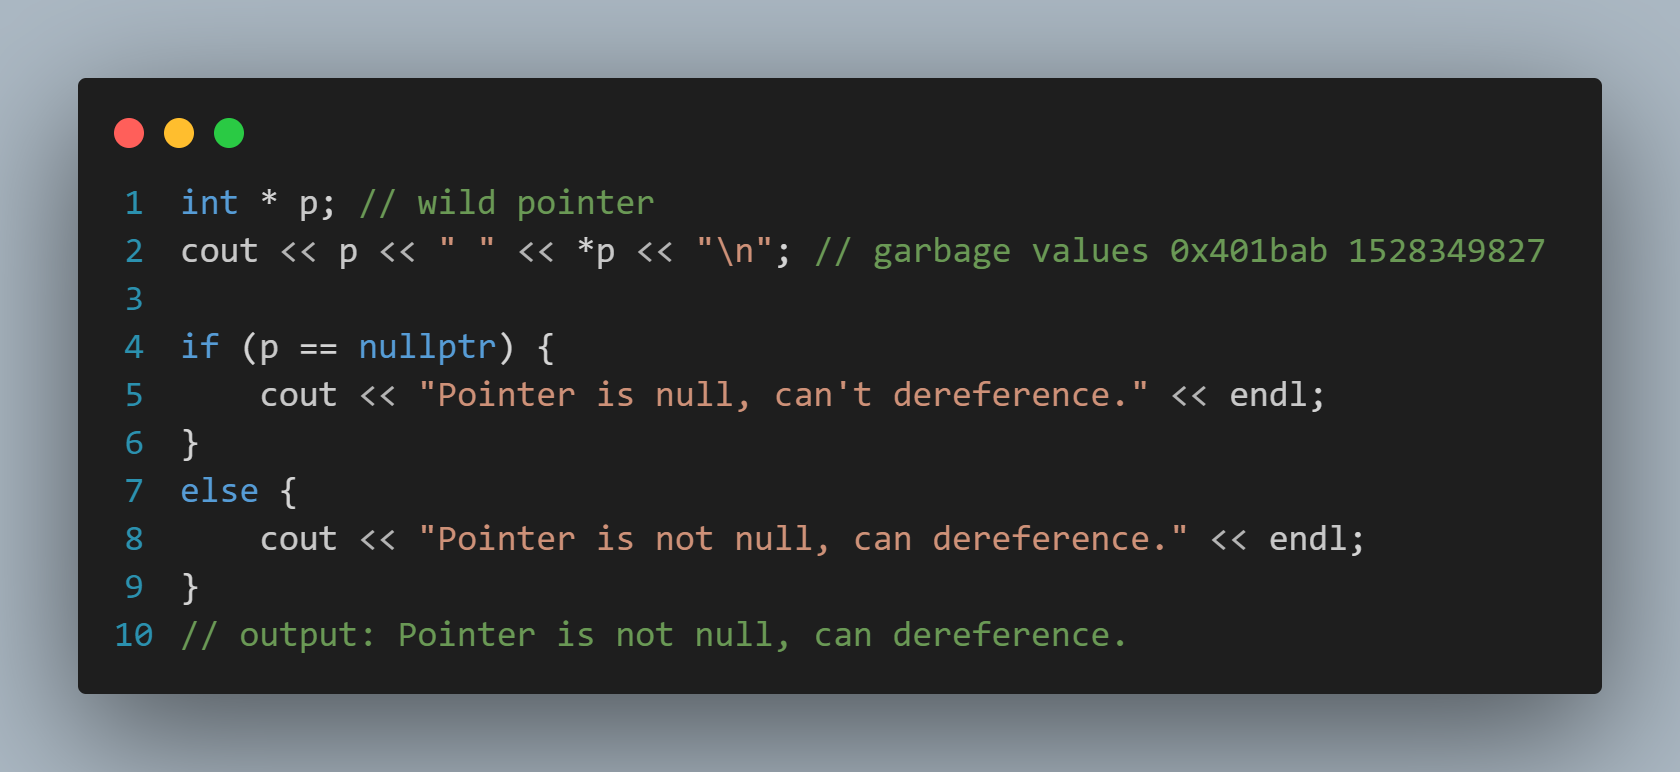 1 int * p; // wild pointer
2 cout << p << " " << *p << "\n"; // garbage values 0x401bab 1528349827
3
4 if (p == nullptr) {
5     cout << "Pointer is null, can't dereference." << endl;
6 }
7 else {
8     cout << "Pointer is not null, can dereference." << endl;
9 }
10 // output: Pointer is not null, can dereference.